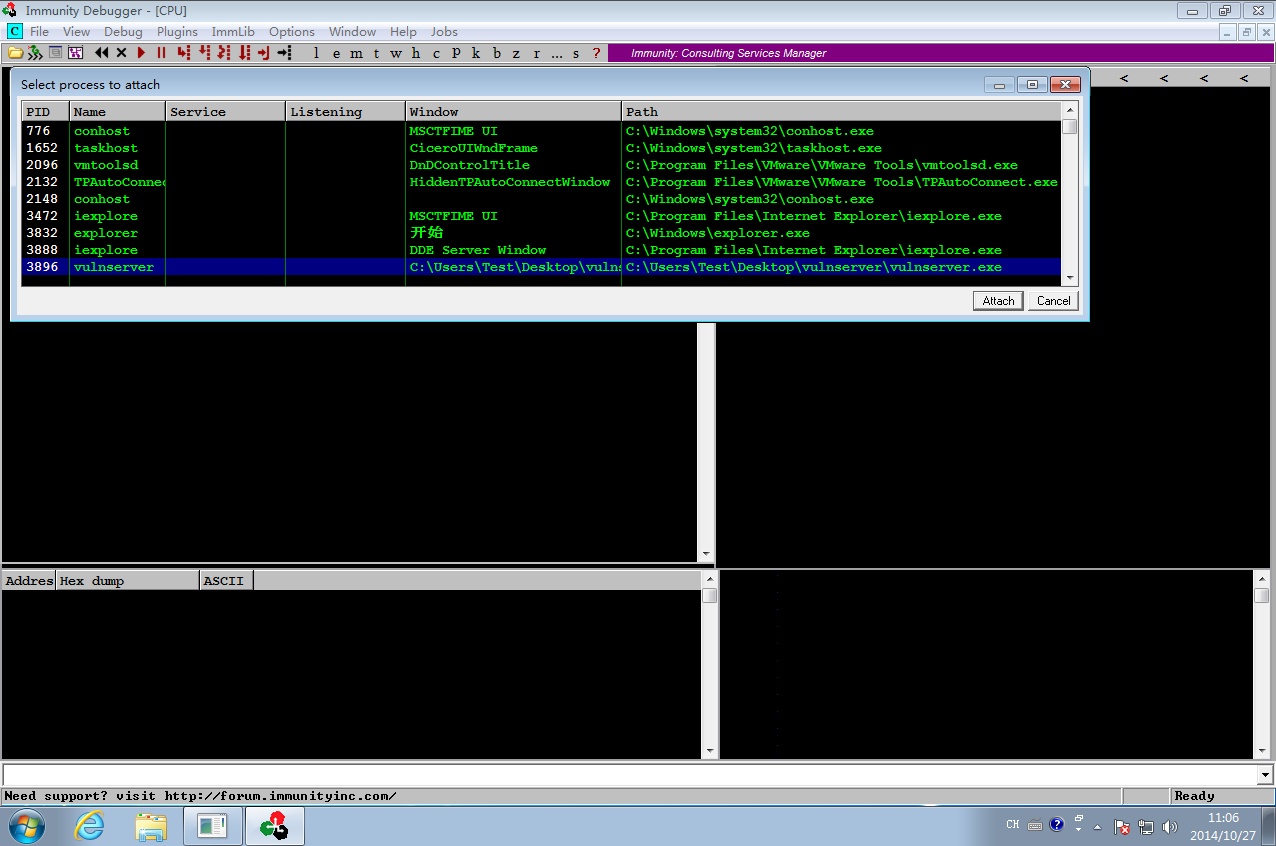 Immunity Debugger - [CPU]
C File View Debug Plugins ImmLib Options Window Help Jobs
l e m t w h c P k b z r ... s ? Immunity: Consulting Services Manager
Select process to attach
< < < <
PID Name Service Listening Window Path
776 conhost MSCTFIME UI C:\Windows\system32\conhost.exe
1652 taskhost CiceroUIWndFrame C:\Windows\system32\taskhost.exe
2096 vmtoolsd DnDControlTitle C:\Program Files\VMware\VMware Tools\vmtoolsd.exe
2132 TPAutoConnec HiddenTPAutoConnectWindow C:\Program Files\VMware\VMware Tools\TPAutoConnect.exe
2148 conhost C:\Windows\system32\conhost.exe
3472 iexplore MSCTFIME UI C:\Program Files\Internet Explorer\iexplore.exe
3832 explorer 开始 C:\Windows\explorer.exe
3888 iexplore DDE Server Window C:\Program Files\Internet Explorer\iexplore.exe
3896 vulnserver C:\Users\Test\Desktop\vulns C:\Users\Test\Desktop\vulnserver\vulnserver.exe
Attach Cancel
Addres Hex dump ASCII
Need support? visit http://forum.immunityinc.com/ Ready
CH ? 11:06
2014/10/27